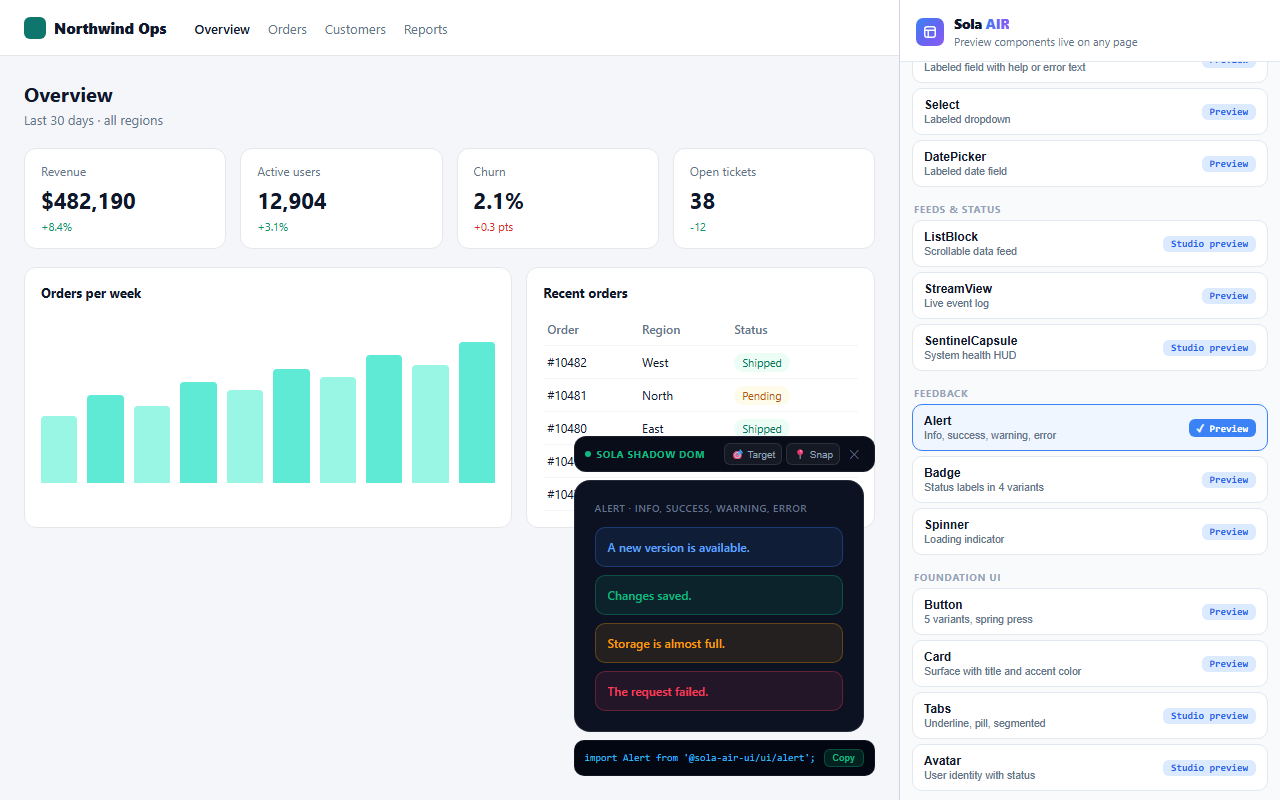 Northwind Ops
Overview
Orders
Customers
Reports
Overview
Last 30 days · all regions
Revenue
$482,190
+8.4%
Active users
12,904
+3.1%
Churn
2.1%
+0.3 pts
Open tickets
38
-12
Orders per week
Recent orders
Order Region Status
#10482 West Shipped
#10481 North Pending
#10480 East Shipped
SOLA SHADOW DOM
🎯 Target
📍 Snap
ALERT · INFO, SUCCESS, WARNING, ERROR
A new version is available.
Changes saved.
Storage is almost full.
The request failed.
import Alert from '@sola-air-ui/ui/alert';
Copy
Sola AIR
Preview components live on any page
Labeled field with help or error text
Select
Labeled dropdown
Preview
DatePicker
Labeled date field
Preview
FEEDS & STATUS
ListBlock
Scrollable data feed
Studio preview
StreamView
Live event log
Preview
SentinelCapsule
System health HUD
Studio preview
FEEDBACK
Alert
Info, success, warning, error
✓ Preview
Badge
Status labels in 4 variants
Preview
Spinner
Loading indicator
Preview
FOUNDATION UI
Button
5 variants, spring press
Preview
Card
Surface with title and accent color
Preview
Tabs
Underline, pill, segmented
Studio preview
Avatar
User identity with status
Studio preview